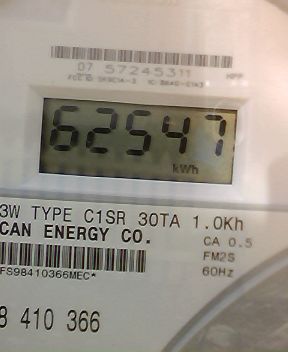 07 57245311
HPP
62547
kWh
3W TYPE C1SR 30TA 1.0Kh
CAN ENERGY CO.
CA 0.5
FM2S
60Hz
FS98410366MEC*
8 410 366